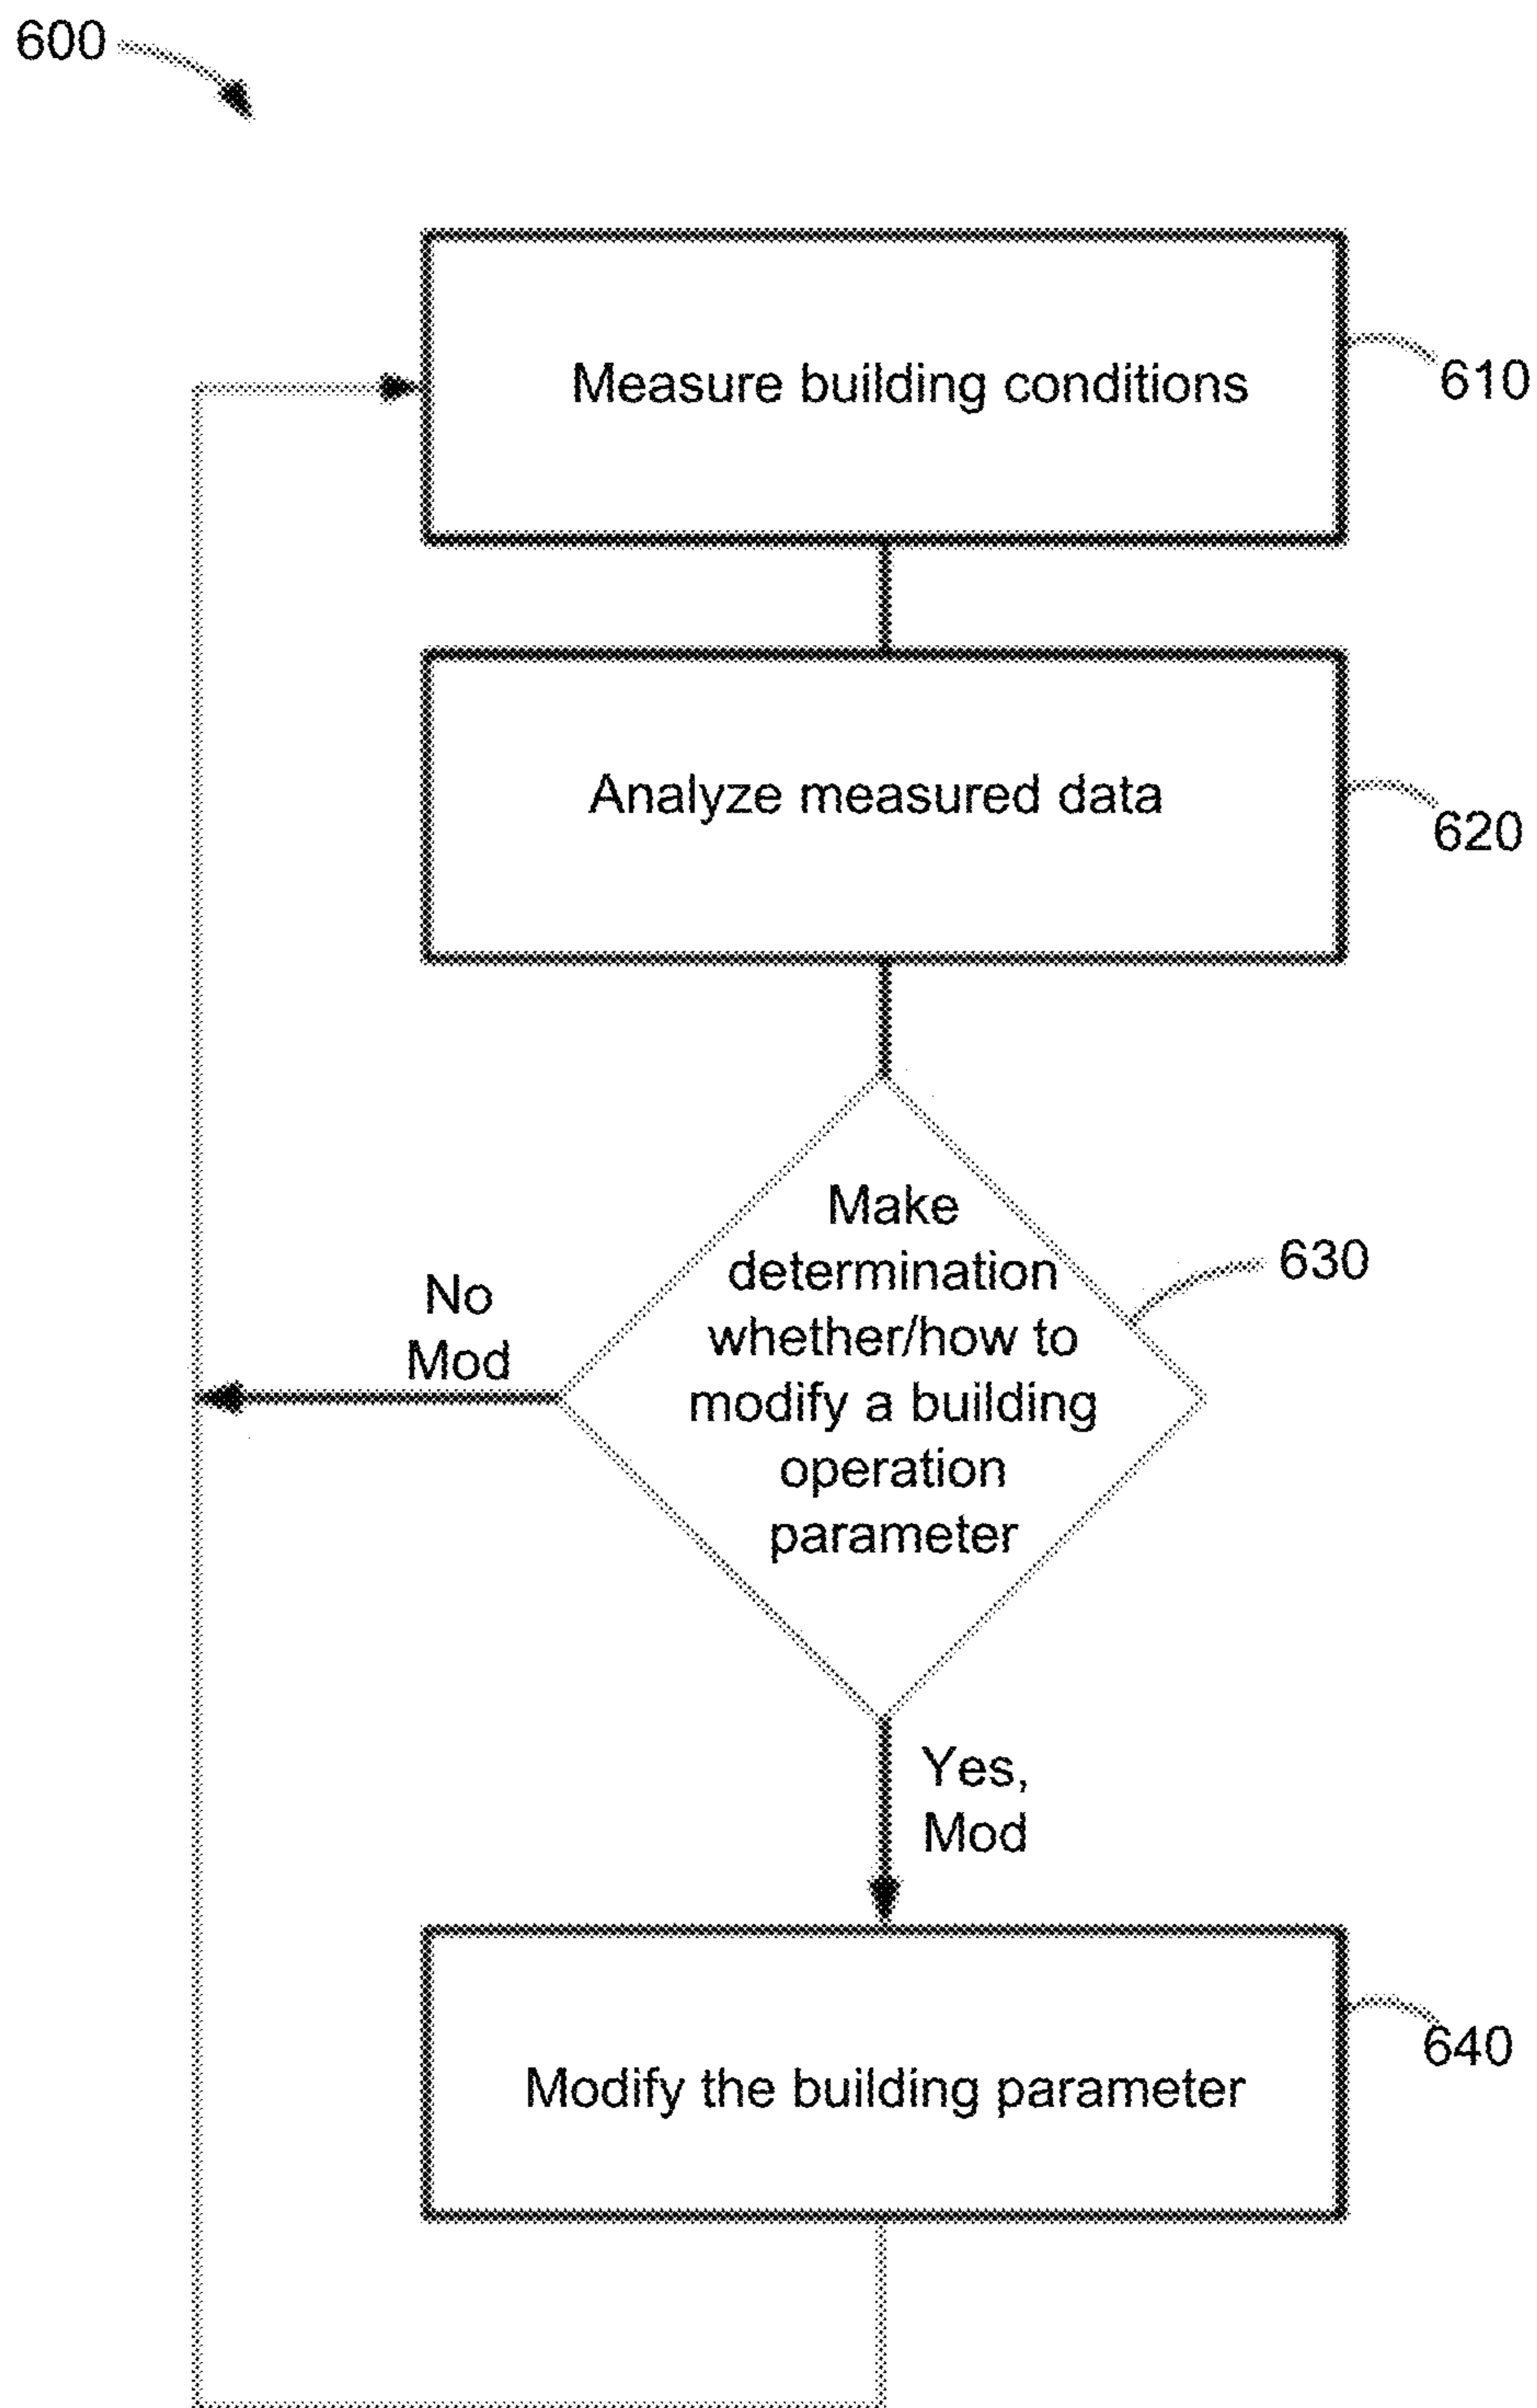 600
Measure building conditions
610
Analyze measured data
620
Make
determination
whether/how to
modify a building
operation
parameter
630
No
Mod
Yes,
Mod
Modify the building parameter
640